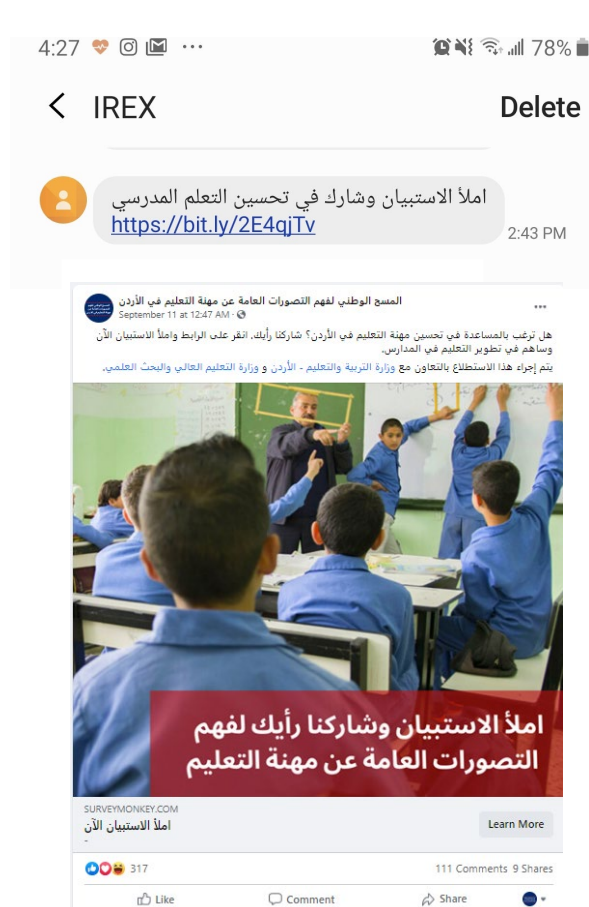 4:27 ... 78%
IREX Delete
املأ الاستبيان وشارك في تحسين التعلم المدرسي
https://bit.ly/2E4qjTv
2:43 PM
المسح الوطني لفهم التصورات العامة عن مهنة التعليم في الأردن
September 11 at 12:47 AM ·
هل ترغب بالمساعدة في تحسين مهنة التعليم في الأردن؟ شاركنا رأيك. انقر على الرابط واملأ الاستبيان الآن
وساهم في تطوير التعليم في المدارس.
يتم إجراء هذا الاستطلاع بالتعاون مع وزارة التربية والتعليم - الأردن و وزارة التعليم العالي والبحث العلمي.
املأ الاستبيان وشاركنا رأيك لفهم
التصورات العامة عن مهنة التعليم
SURVEYMONKEY.COM
املأ الاستبيان الآن
Learn More
317 111 Comments 9 Shares
Like Comment Share